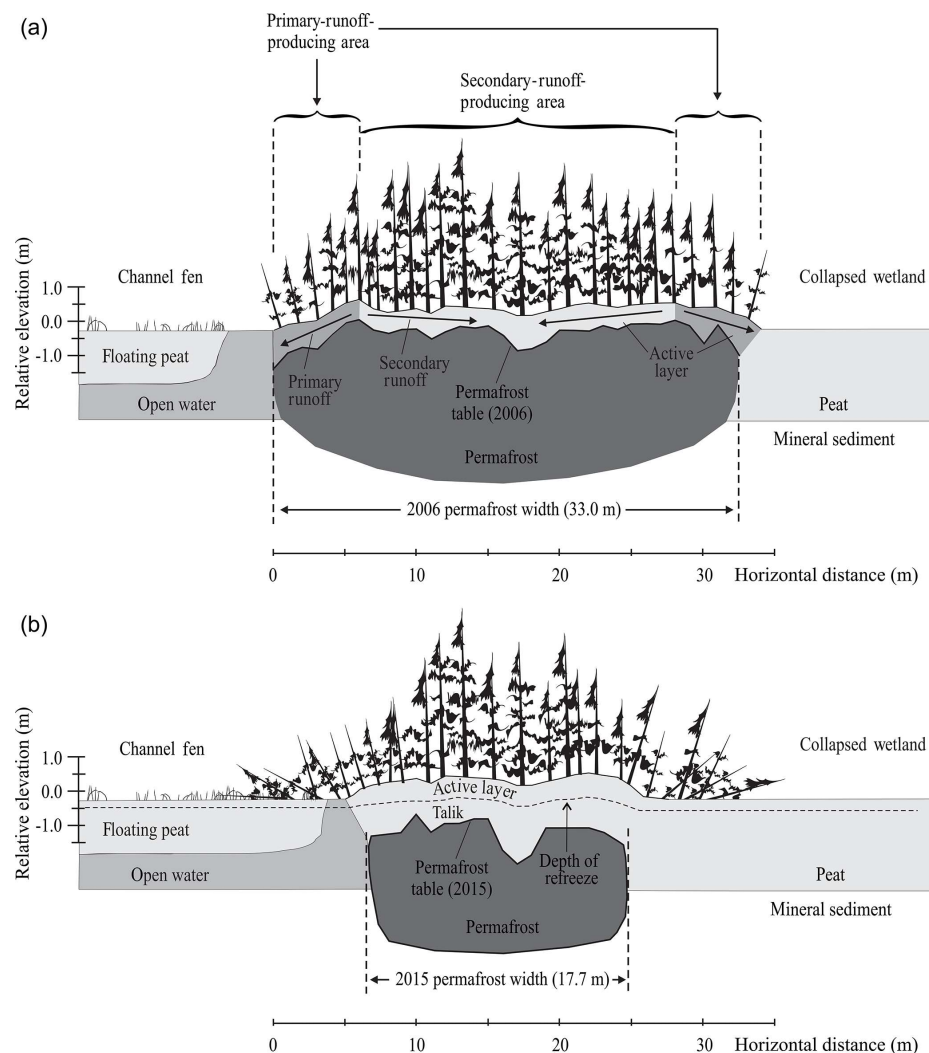 (a)
Primary-runoff-
producing area
Secondary-runoff-
producing area
Relative elevation (m)
1.0
0.0
-1.0
Channel fen
Collapsed wetland
Floating peat
Open water
Primary
runoff
Secondary
runoff
Permafrost
table (2006)
Active
layer
Peat
Mineral sediment
Permafrost
2006 permafrost width (33.0 m)
0
10
20
30
Horizontal distance (m)
(b)
Relative elevation (m)
1.0
0.0
-1.0
Channel fen
Collapsed wetland
Active layer
Talik
Floating peat
Open water
Permafrost
table (2015)
Depth of
refreeze
Peat
Mineral sediment
Permafrost
2015 permafrost width (17.7 m)
0
10
20
30
Horizontal distance (m)